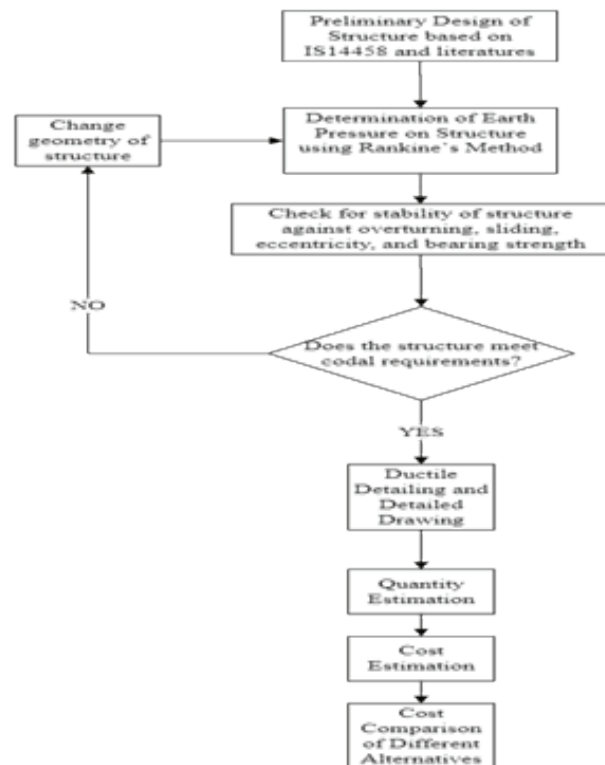 Preliminary Design of
Structure based on
IS14458 and literatures
Change
geometry of
structure
Determination of Earth
Pressure on Structure
using Rankine`s Method
Check for stability of structure
against overturning, sliding,
eccentricity, and bearing strength
NO
Does the structure meet
codal requirements?
YES
Ductile
Detailing and
Detailed
Drawing
Quantity
Estimation
Cost
Estimation
Cost
Comparison
of Different
Alternatives